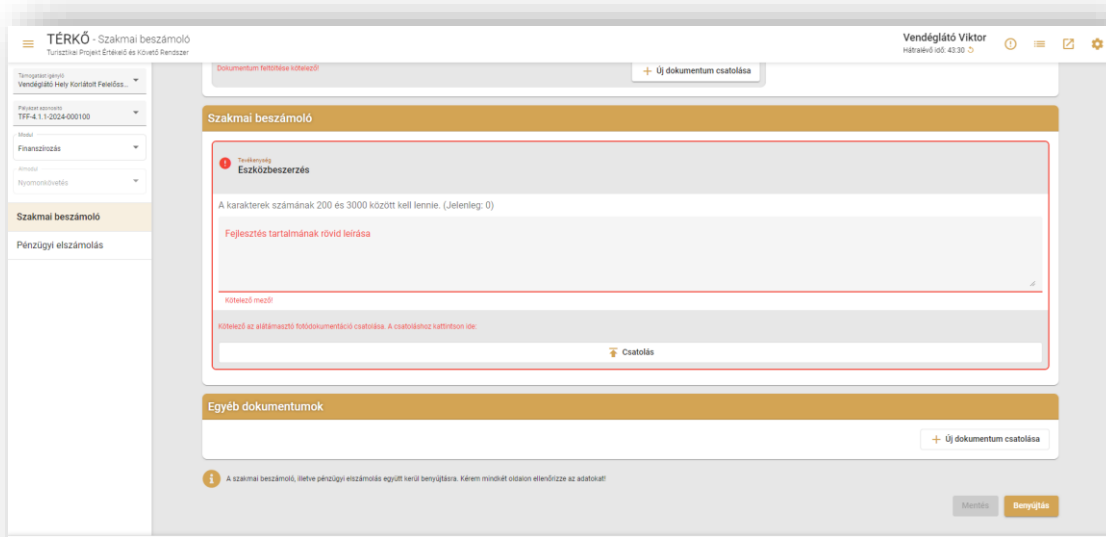 TÉRKŐ - Szakmai beszámoló
Turisztikai Projekt Értékelő és Követő Rendszer
Vendéglátó Viktor
Hátralévő idő: 43:30
Támogatást igénylő
Vendéglátó Hely Korlátolt Felelőss...
Pályázat azonosító
TFF-4.1.1-2024-000100
Modul
Finanszírozás
Almodul
Nyomonkövetés
Szakmai beszámoló
Pénzügyi elszámolás
Dokumentum feltöltése kötelező!
+ Új dokumentum csatolása
Szakmai beszámoló
Tevékenység
Eszközbeszerzés
A karakterek számának 200 és 3000 között kell lennie. (Jelenleg: 0)
Fejlesztés tartalmának rövid leírása
Kötelező mező!
Kötelező az alátámasztó fotódokumentáció csatolása. A csatoláshoz kattintson ide:
Csatolás
Egyéb dokumentumok
+ Új dokumentum csatolása
A szakmai beszámoló, illetve pénzügyi elszámolás együtt kerül benyújtásra. Kérem mindkét oldalon ellenőrizze az adatokat!
Mentés
Benyújtás